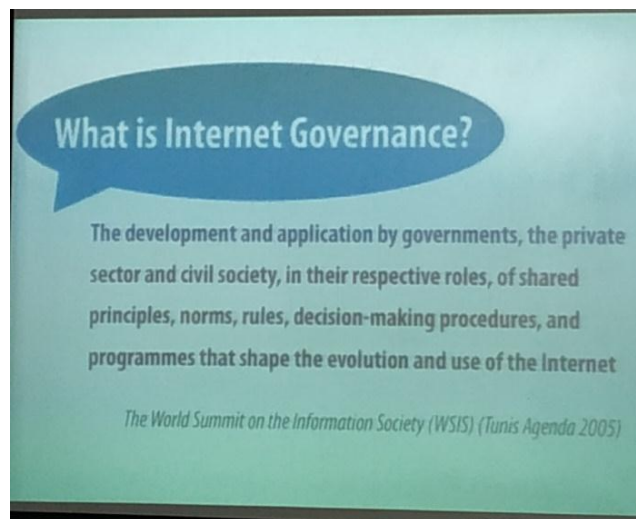 What is Internet Governance?
The development and application by governments, the private
sector and civil society, in their respective roles, of shared
principles, norms, rules, decision-making procedures, and
programmes that shape the evolution and use of the Internet
The World Summit on the Information Society (WSIS) (Tunis Agenda 2005)